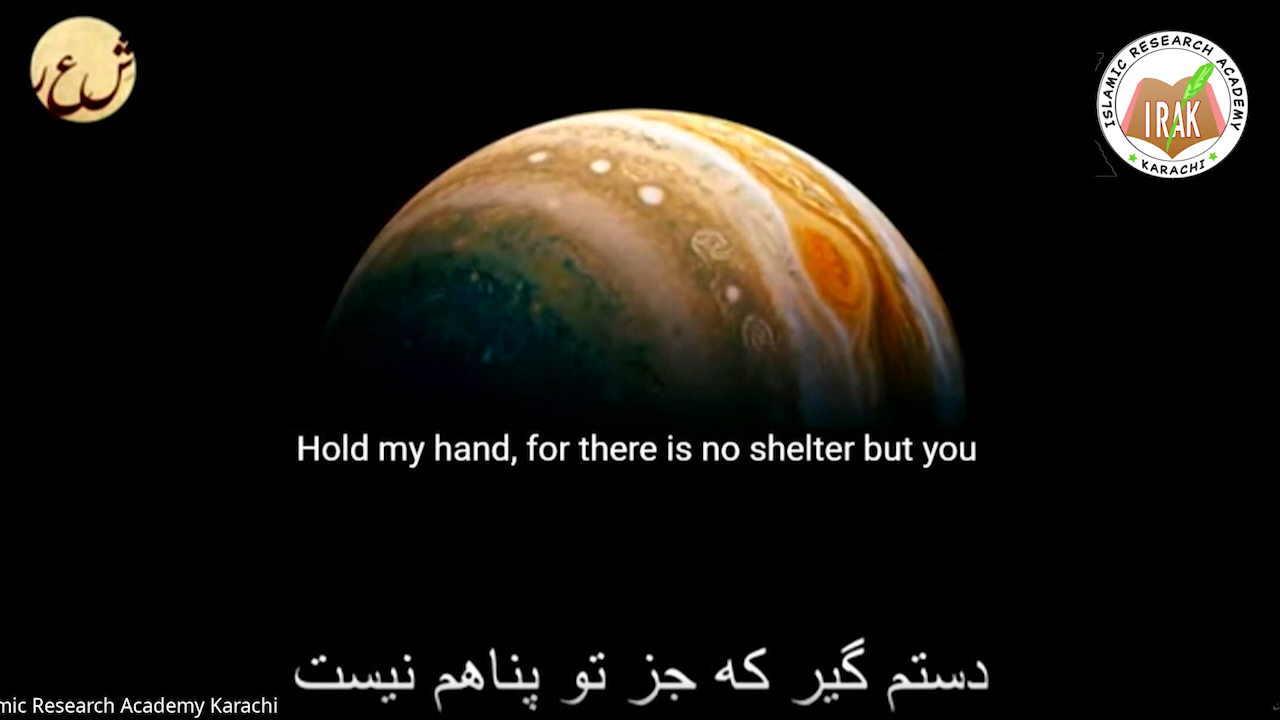 شعر
ISLAMIC RESEARCH ACADEMY
IRAK
KARACHI
Hold my hand, for there is no shelter but you
دستم گیر که جز تو پناهم نیست
mic Research Academy Karachi